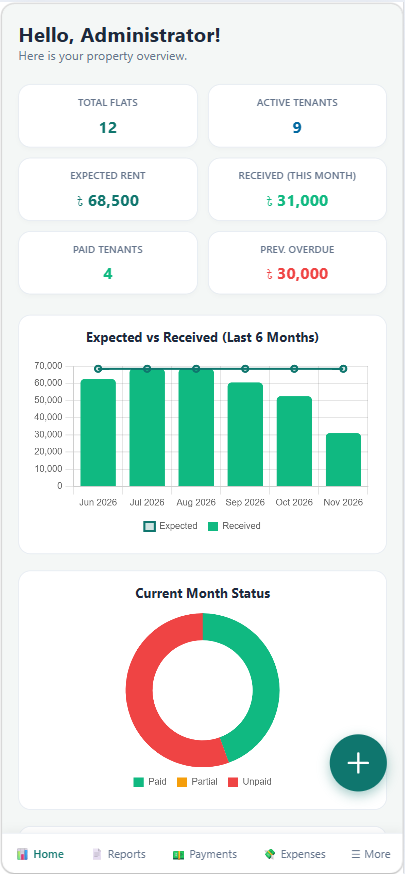 Hello, Administrator!
Here is your property overview.
TOTAL FLATS
12
ACTIVE TENANTS
9
EXPECTED RENT
৳ 68,500
RECEIVED (THIS MONTH)
৳ 31,000
PAID TENANTS
4
PREV. OVERDUE
৳ 30,000
Expected vs Received (Last 6 Months)
70,000
60,000
50,000
40,000
30,000
20,000
10,000
0
Jun 2026 Jul 2026 Aug 2026 Sep 2026 Oct 2026 Nov 2026
Expected Received
Current Month Status
Paid Partial Unpaid
+
Home Reports Payments Expenses ☰ More